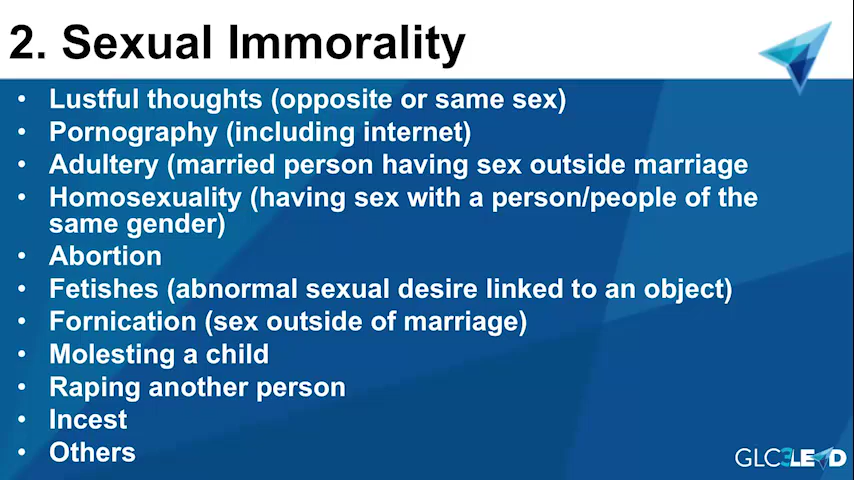 2. Sexual Immorality
• Lustful thoughts (opposite or same sex)
• Pornography (including internet)
• Adultery (married person having sex outside marriage
• Homosexuality (having sex with a person/people of the
same gender)
• Abortion
• Fetishes (abnormal sexual desire linked to an object)
• Fornication (sex outside of marriage)
• Molesting a child
• Raping another person
• Incest
• Others
GLC3LEAD